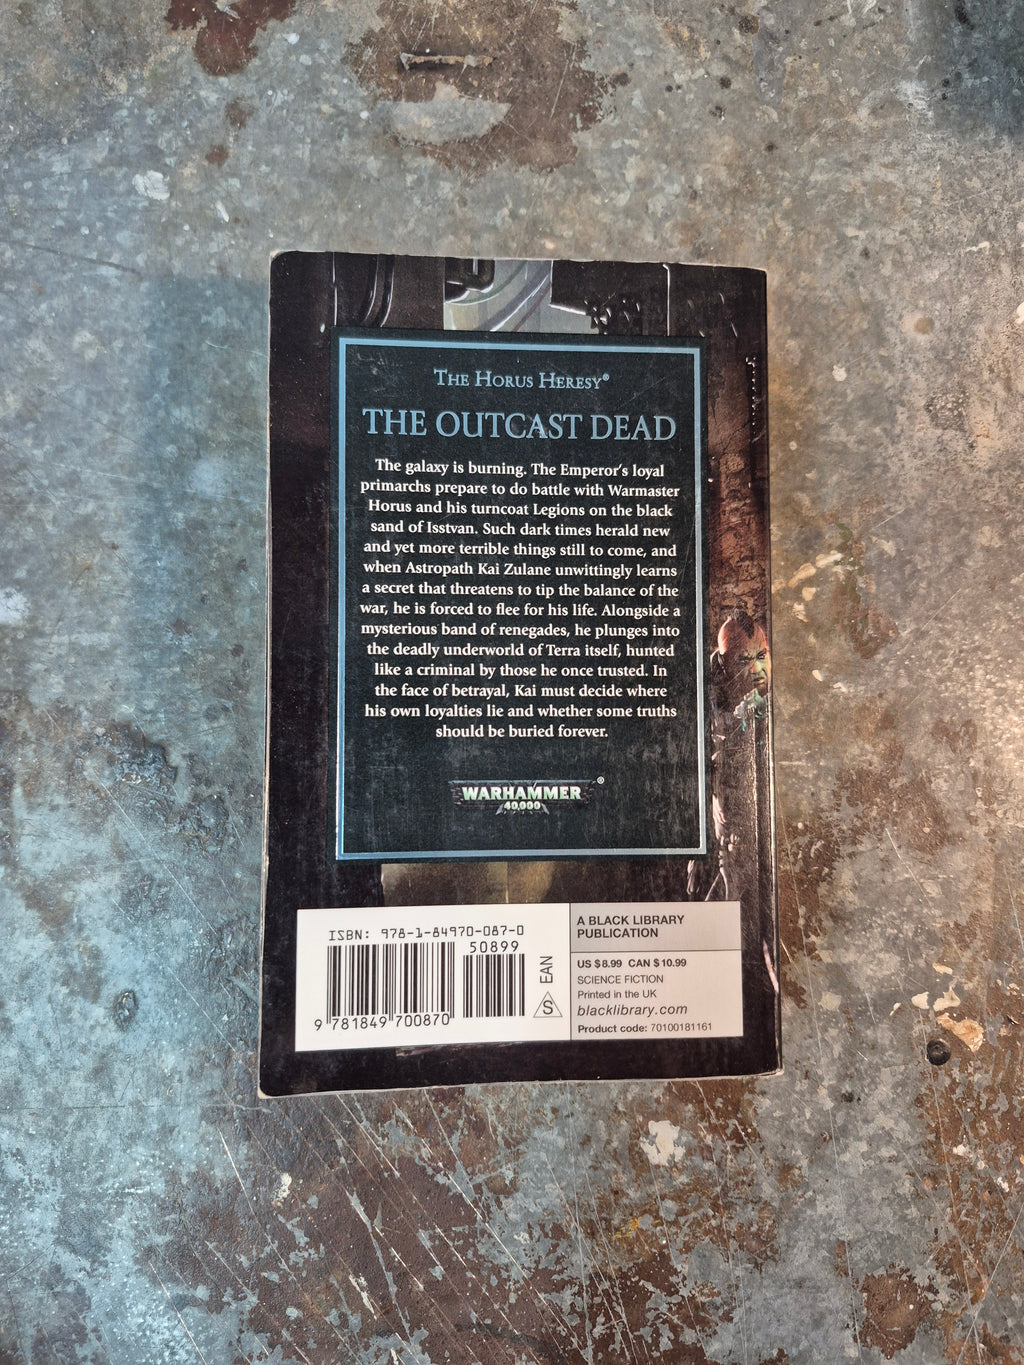 THE HORUS HERESY®
THE OUTCAST DEAD
The galaxy is burning. The Emperor's loyal
primarchs prepare to do battle with Warmaster
Horus and his turncoat Legions on the black
sand of Isstvan. Such dark times herald new
and yet more terrible things still to come, and
when Astropath Kai Zulane unwittingly learns
a secret that threatens to tip the balance of the
war, he is forced to flee for his life. Alongside a
mysterious band of renegades, he plunges into
the deadly underworld of Terra itself, hunted
like a criminal by those he once trusted. In
the face of betrayal, Kai must decide where
his own loyalties lie and whether some truths
should be buried forever.
WARHAMMER®
40,000
ISBN: 978-1-84970-087-0
50899
9 781849 700870
EAN
S
A BLACK LIBRARY
PUBLICATION
US $8.99 CAN $10.99
SCIENCE FICTION
Printed in the UK
blacklibrary.com
Product code: 70100181161